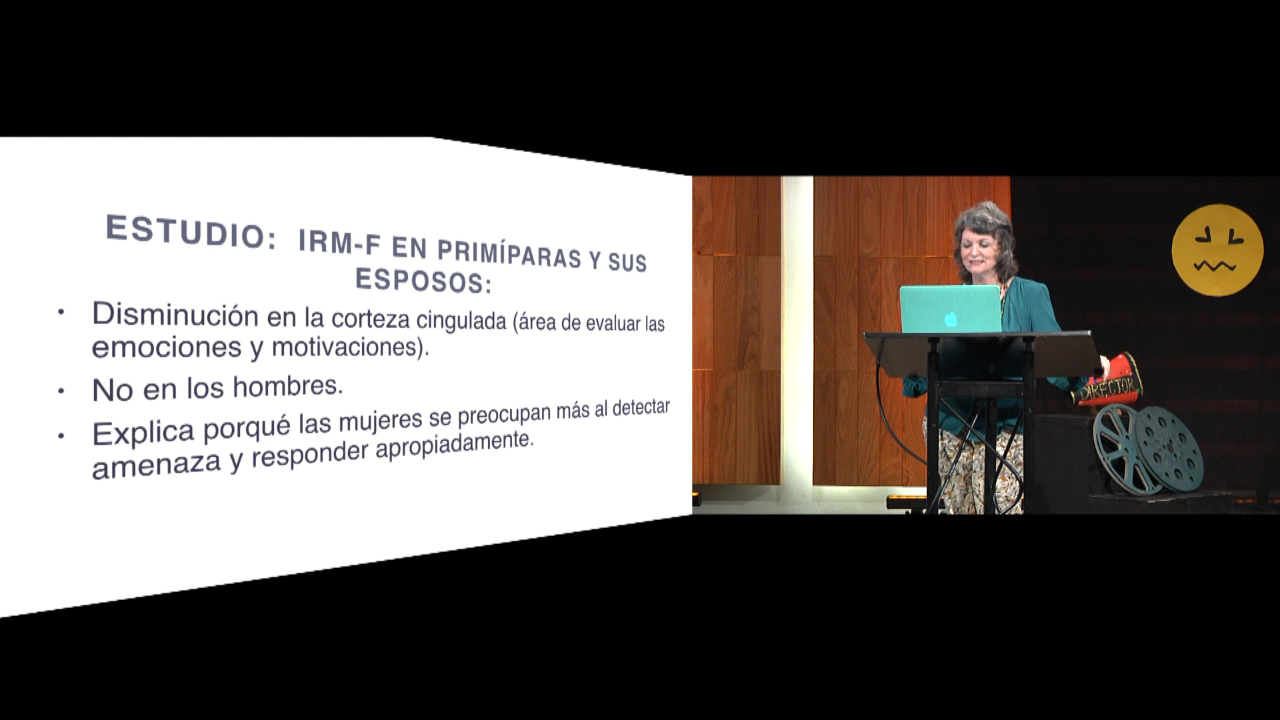 ESTUDIO: IRM-F EN PRIMÍPARAS Y SUS
ESPOSOS:
• Disminución en la corteza cingulada (área de evaluar las
emociones y motivaciones).
• No en los hombres.
• Explica porqué las mujeres se preocupan más al detectar
amenaza y responder apropiadamente.
DIRECTOR